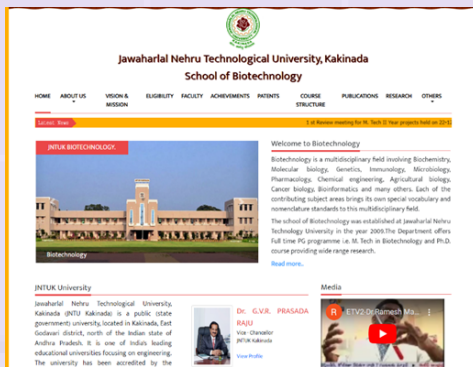 Jawaharlal Nehru Technological University, Kakinada
School of Biotechnology
HOME ABOUT US VISION & MISSION ELIGIBILITY FACULTY ACHIEVEMENTS PATENTS COURSE STRUCTURE PUBLICATIONS RESEARCH OTHERS
Latest News
1 st Review meeting for M. Tech II Year projects held on 22-12
JNTUK BIOTECHNOLOGY.
Biotechnology
Welcome to Biotechnology
Biotechnology is a multidisciplinary field involving Biochemistry,
Molecular biology, Genetics, Immunology, Microbiology,
Pharmacology, Chemical engineering, Agricultural biology,
Cancer biology, Bioinformatics and many others. Each of the
contributing subject areas brings its own special vocabulary and
nomenclature standards to this multidisciplinary field.
The school of Biotechnology was established at Jawaharlal Nehru
Technology University in the year 2009.The Department offers
Full time PG programme i.e. M. Tech in Biotechnology and Ph.D.
course providing wide range research.
Read more..
JNTUK University
Jawaharlal Nehru Technological University,
Kakinada (JNTU Kakinada) is a public (state
government) university, located in Kakinada, East
Godavari district, north of the Indian state of
Andhra Pradesh. It is one of India's leading
educational universities focusing on engineering.
The university has been accredited by the
Dr. G.V.R. PRASADA
RAJU
Vice - Chancellor
JNTUK Kakinada
View Profile
Media
R ETV2-Dr.Ramesh Ma...